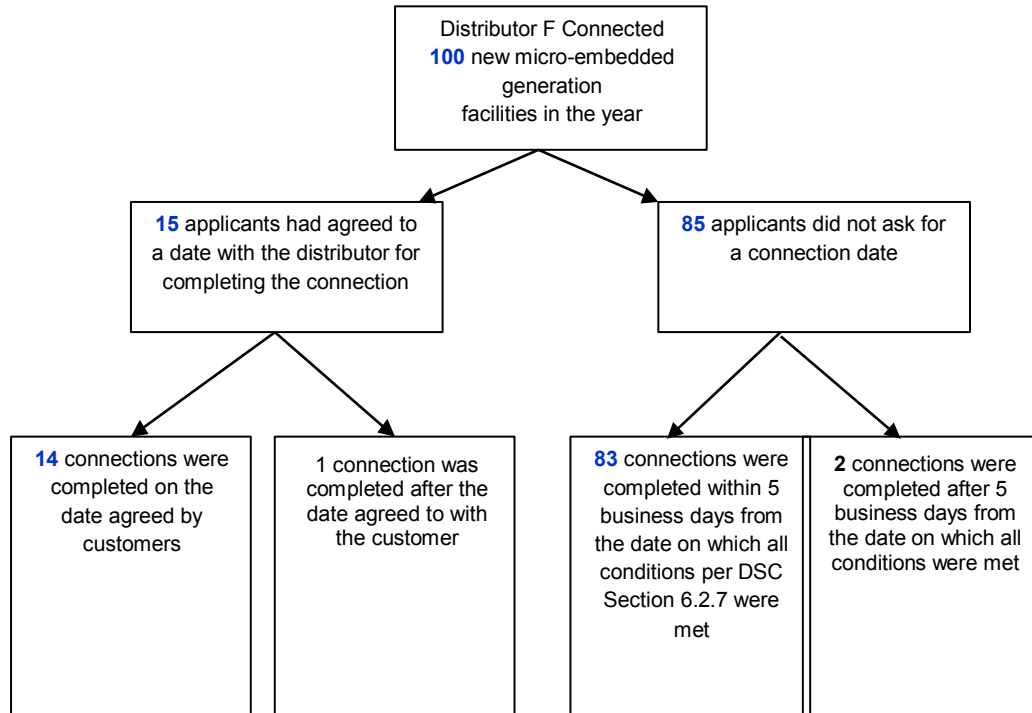 Distributor F Connected
100 new micro-embedded
generation
facilities in the year
15 applicants had agreed to
a date with the distributor for
completing the connection
85 applicants did not ask for
a connection date
14 connections were
completed on the
date agreed by
customers
1 connection was
completed after the
date agreed to with
the customer
83 connections were
completed within 5
business days from
the date on which all
conditions per DSC
Section 6.2.7 were
met
2 connections were
completed after 5
business days from
the date on which all
conditions were met